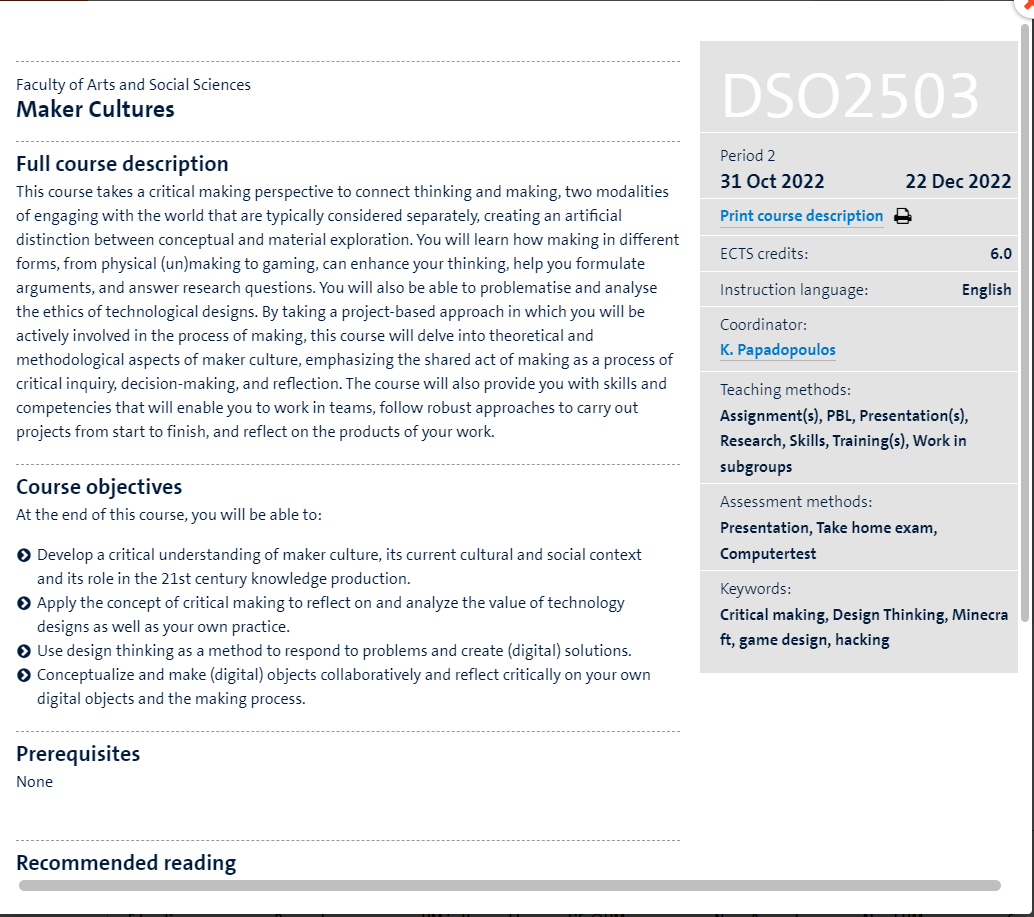 Faculty of Arts and Social Sciences
Maker Cultures
Full course description
This course takes a critical making perspective to connect thinking and making, two modalities
of engaging with the world that are typically considered separately, creating an artificial
distinction between conceptual and material exploration. You will learn how making in different
forms, from physical (un)making to gaming, can enhance your thinking, help you formulate
arguments, and answer research questions. You will also be able to problematise and analyse
the ethics of technological designs. By taking a project-based approach in which you will be
actively involved in the process of making, this course will delve into theoretical and
methodological aspects of maker culture, emphasizing the shared act of making as a process of
critical inquiry, decision-making, and reflection. The course will also provide you with skills and
competencies that will enable you to work in teams, follow robust approaches to carry out
projects from start to finish, and reflect on the products of your work.
Course objectives
At the end of this course, you will be able to:
Develop a critical understanding of maker culture, its current cultural and social context
and its role in the 21st century knowledge production.
Apply the concept of critical making to reflect on and analyze the value of technology
designs as well as your own practice.
Use design thinking as a method to respond to problems and create (digital) solutions.
Conceptualize and make (digital) objects collaboratively and reflect critically on your own
digital objects and the making process.
Prerequisites
None
Recommended reading
DSO2503
Period 2
31 Oct 2022 22 Dec 2022
Print course description
ECTS credits: 6.0
Instruction language: English
Coordinator:
K. Papadopoulos
Teaching methods:
Assignment(s), PBL, Presentation(s),
Research, Skills, Training(s), Work in
subgroups
Assessment methods:
Presentation, Take home exam,
Computertest
Keywords:
Critical making, Design Thinking, Minecra
ft, game design, hacking